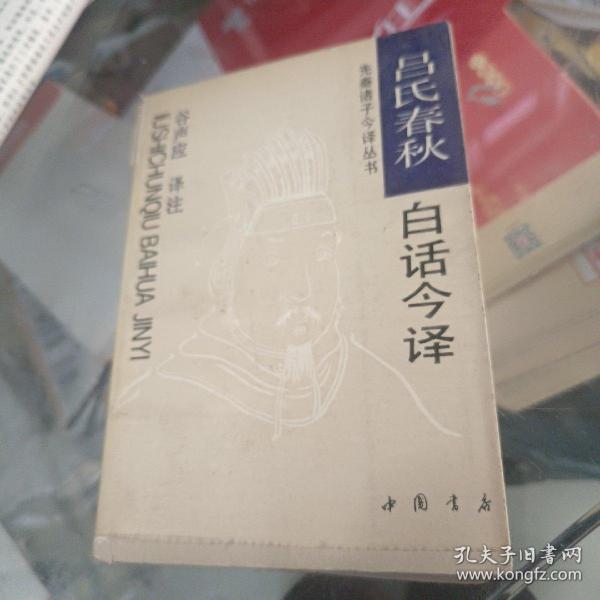 吕氏春秋
白话今译
先秦诸子今译丛书
谷声应 译注
LUSHICHUNQIU BAIHUA JINYI
中国书店
孔夫子旧书网
www.kongfz.com